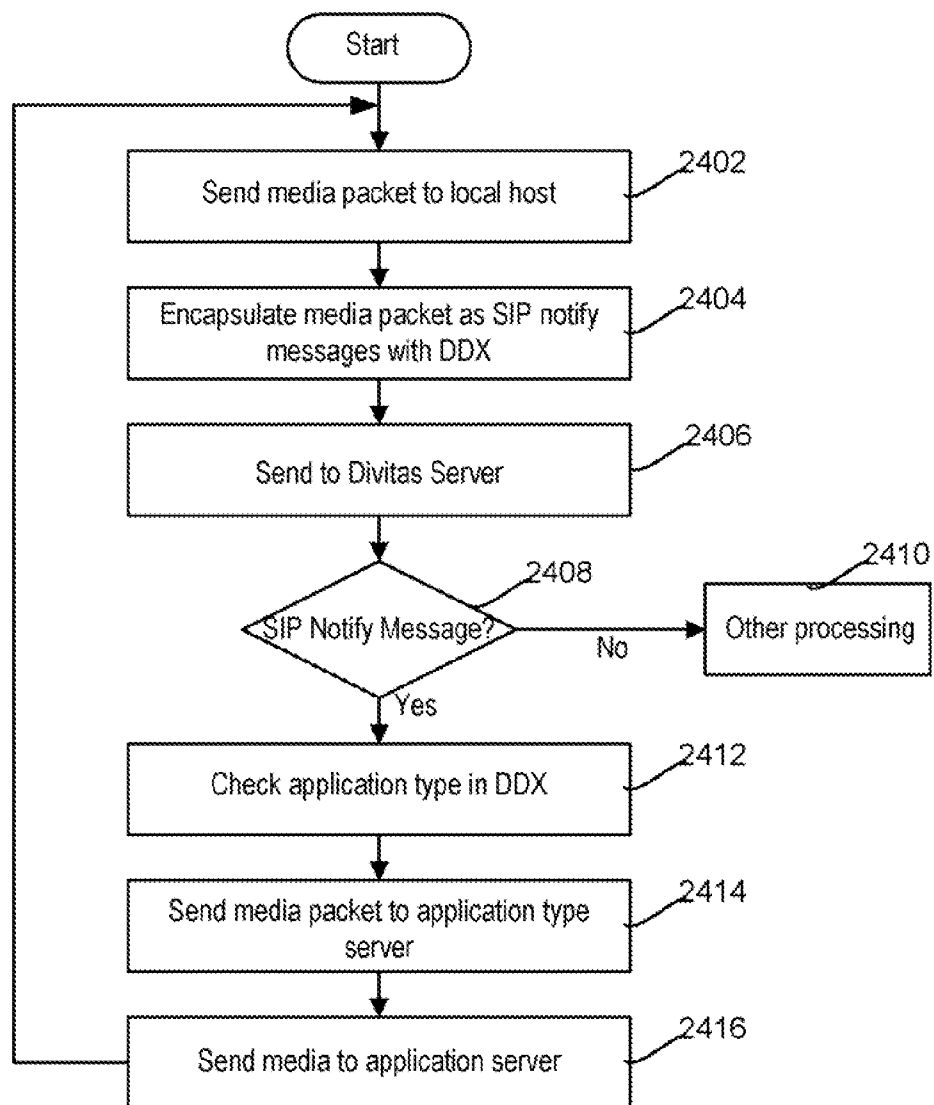 Start
Send media packet to local host
2402
Encapsulate media packet as SIP notify
messages with DDX
2404
Send to Divitas Server
2406
SIP Notify Message?
2408
No
Other processing
2410
Yes
Check application type in DDX
2412
Send media packet to application type
server
2414
Send media to application server
2416